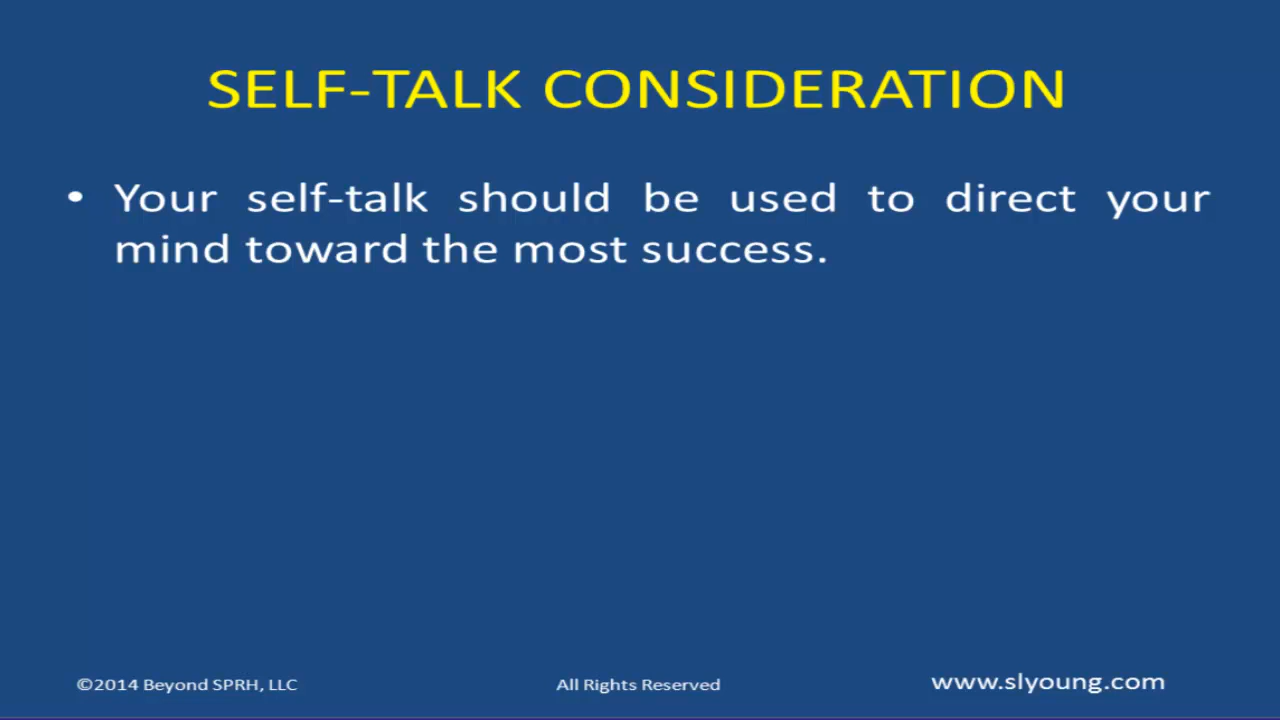 SELF-TALK CONSIDERATION
• Your self-talk should be used to direct your
mind toward the most success.
©2014 Beyond SPRH, LLC
All Rights Reserved
www.slyoung.com